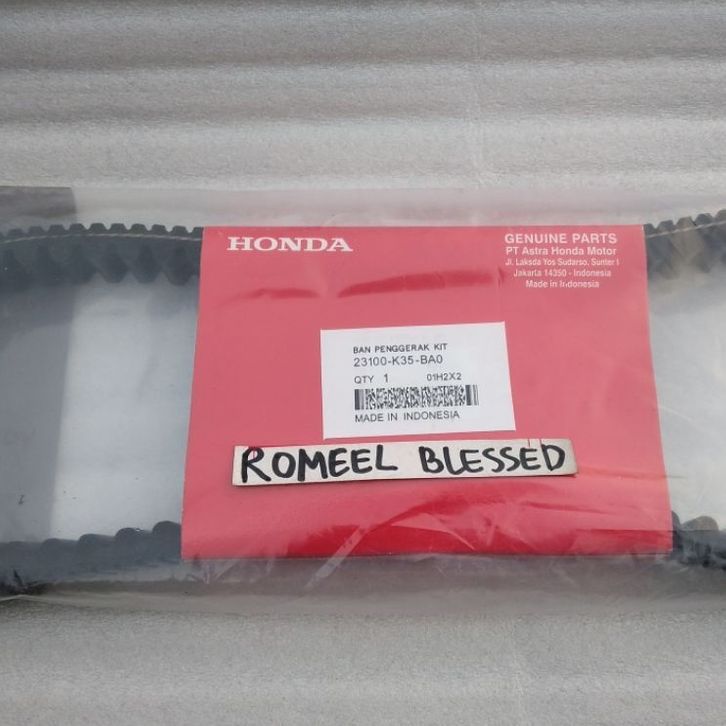 HONDA
GENUINE PARTS
PT Astra Honda Motor
Jl. Laksda Yos Sudarso, Sunter I
Jakarta 14350 - Indonesia
Made in Indonesia
BAN PENGGERAK KIT
23100-K35-BA0
QTY 1 01H2X2
MADE IN INDONESIA
ROMEEL BLESSED